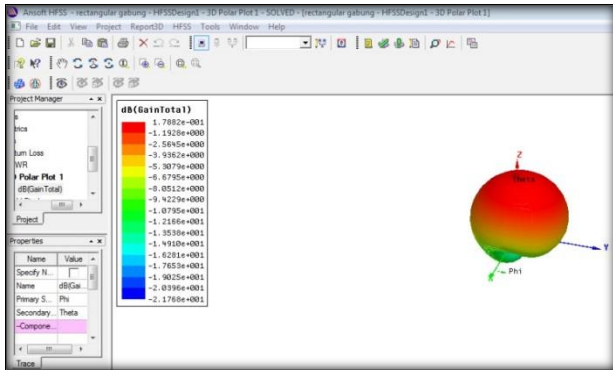 Ansoft HFSS - rectangular gabung - HFSSDesign1 - 3D Polar Plot 1 - SOLVED - [rectangular gabung - HFSSDesign1 - 3D Polar Plot 1]
File Edit View Project Report3D HFSS Tools Window Help
Project Manager
s
trics
turn Loss
WR
Polar Plot 1
dB(GainTotal)
Project
Properties
Name Value
Specify N...
Name dB(Gai...
Primary S... Phi
Secondary... Theta
-Compone...
Trace
dB(GainTotal)
1.7882e-001
-1.1928e+000
-2.5645e+000
-3.9362e+000
-5.3079e+000
-6.6795e+000
-8.0512e+000
-9.4229e+000
-1.0795e+001
-1.2166e+001
-1.3538e+001
-1.4910e+001
-1.6281e+001
-1.7653e+001
-1.9025e+001
-2.0396e+001
-2.1768e+001
Z
Theta
Y
X
Phi